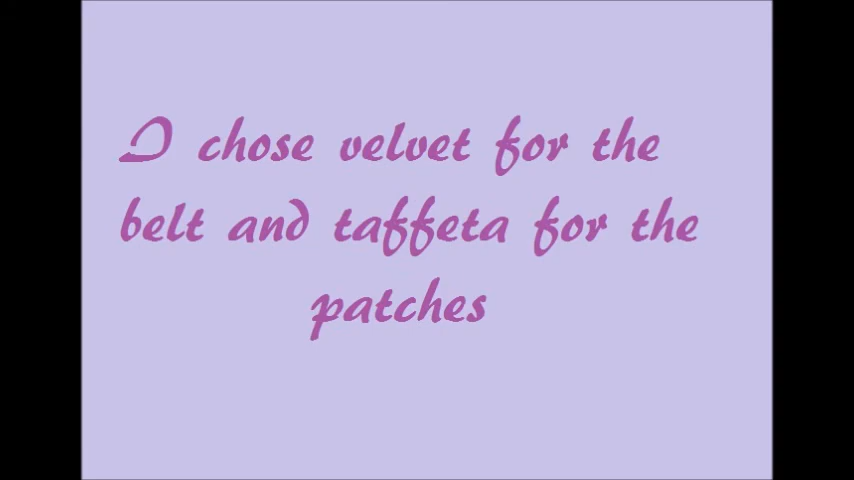 I chose velvet for the
belt and taffeta for the
patches